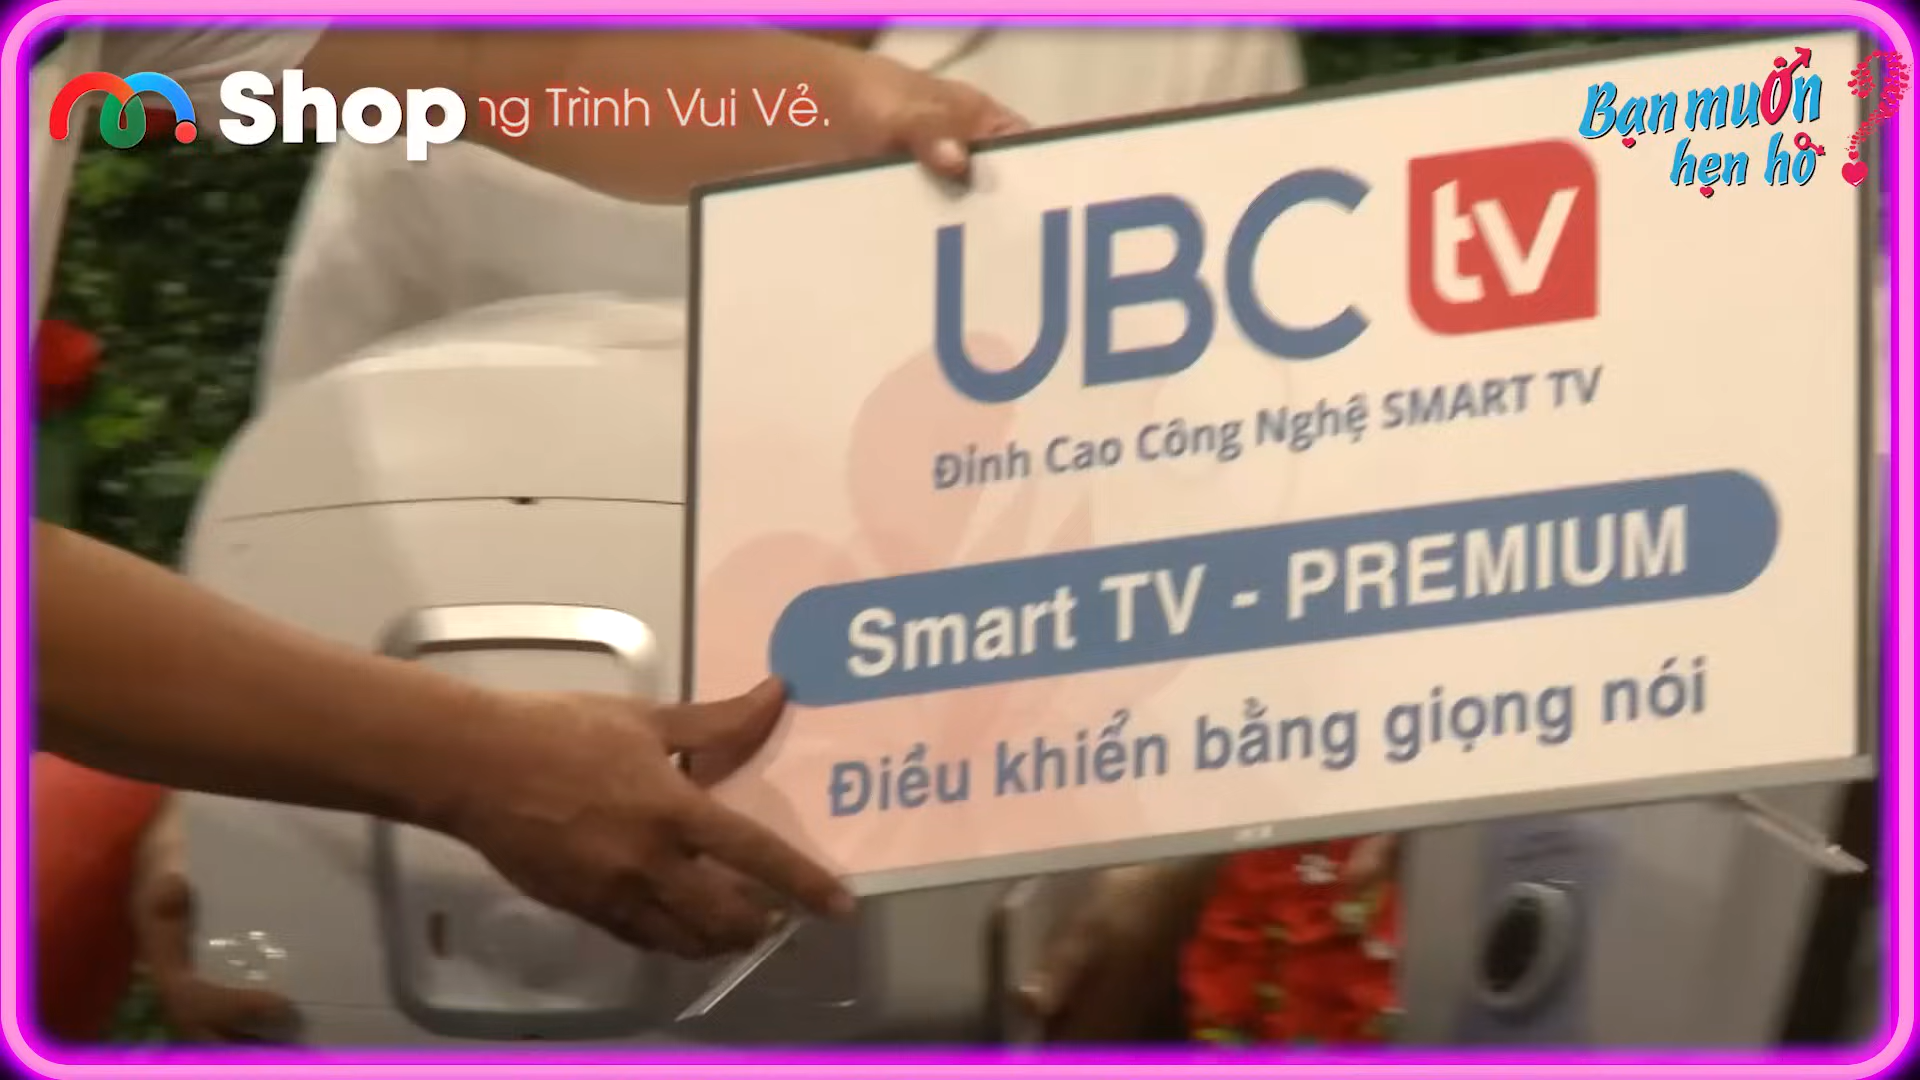 Shop
ng Trình Vui Vẻ.
Bạn muốn
hẹn hò
UBC tv
Đỉnh Cao Công Nghệ SMART TV
Smart TV - PREMIUM
Điều khiển bằng giọng nói